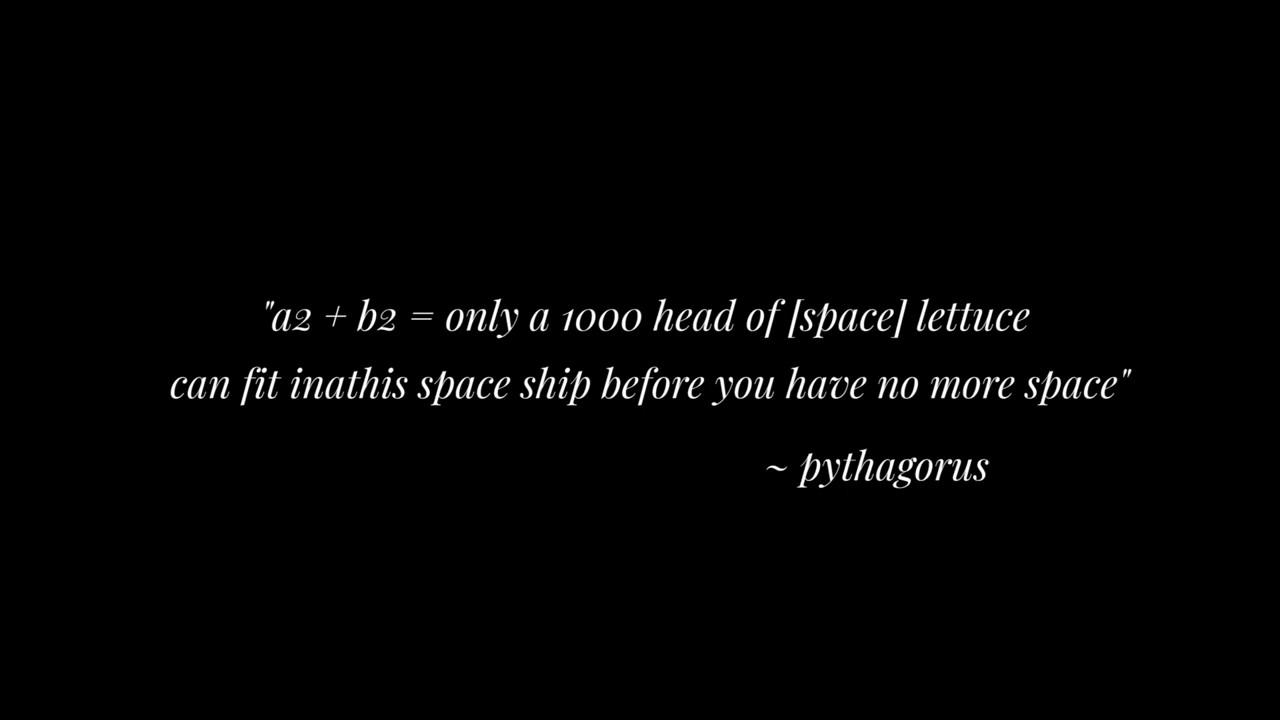 "a2 + b2 = only a 1000 head of [space] lettuce
can fit inathis space ship before you have no more space"
~ pythagorus